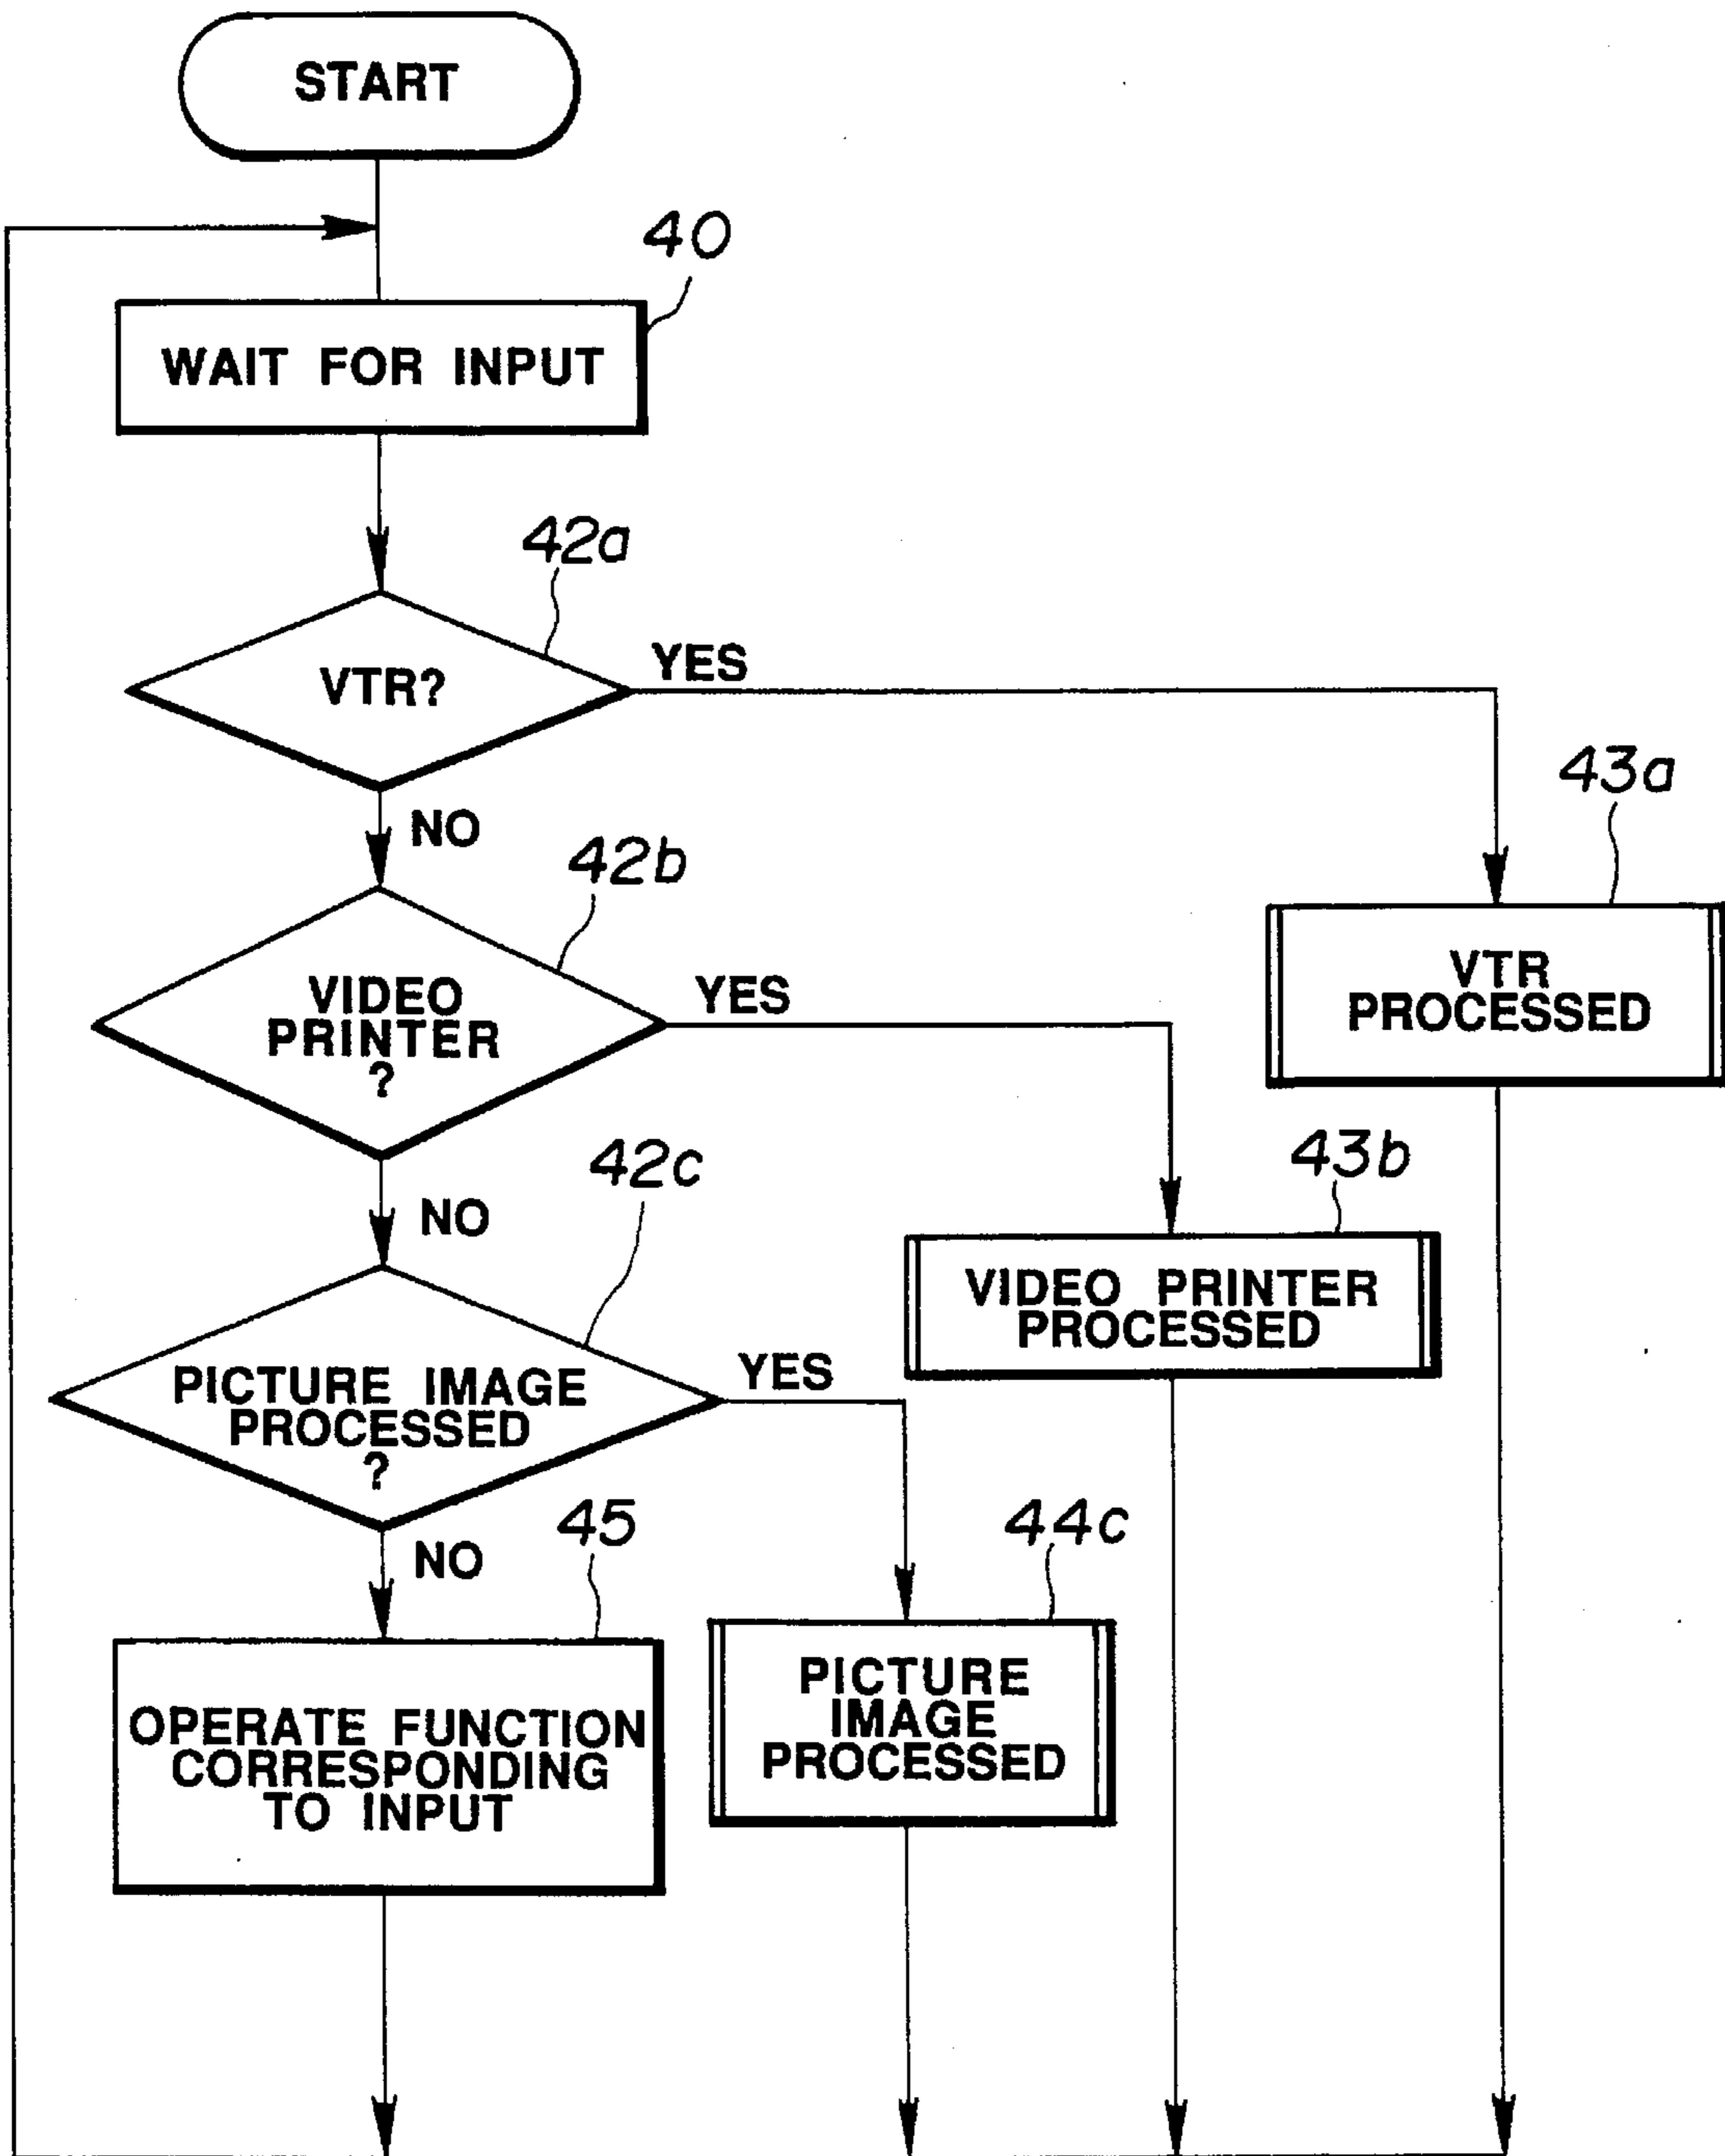 START
40
WAIT FOR INPUT
42a
VTR?
YES
NO
43a
VTR
PROCESSED
42b
VIDEO
PRINTER
?
YES
NO
43b
VIDEO PRINTER
PROCESSED
42c
PICTURE IMAGE
PROCESSED
?
YES
NO
44c
PICTURE
IMAGE
PROCESSED
45
OPERATE FUNCTION
CORRESPONDING
TO INPUT